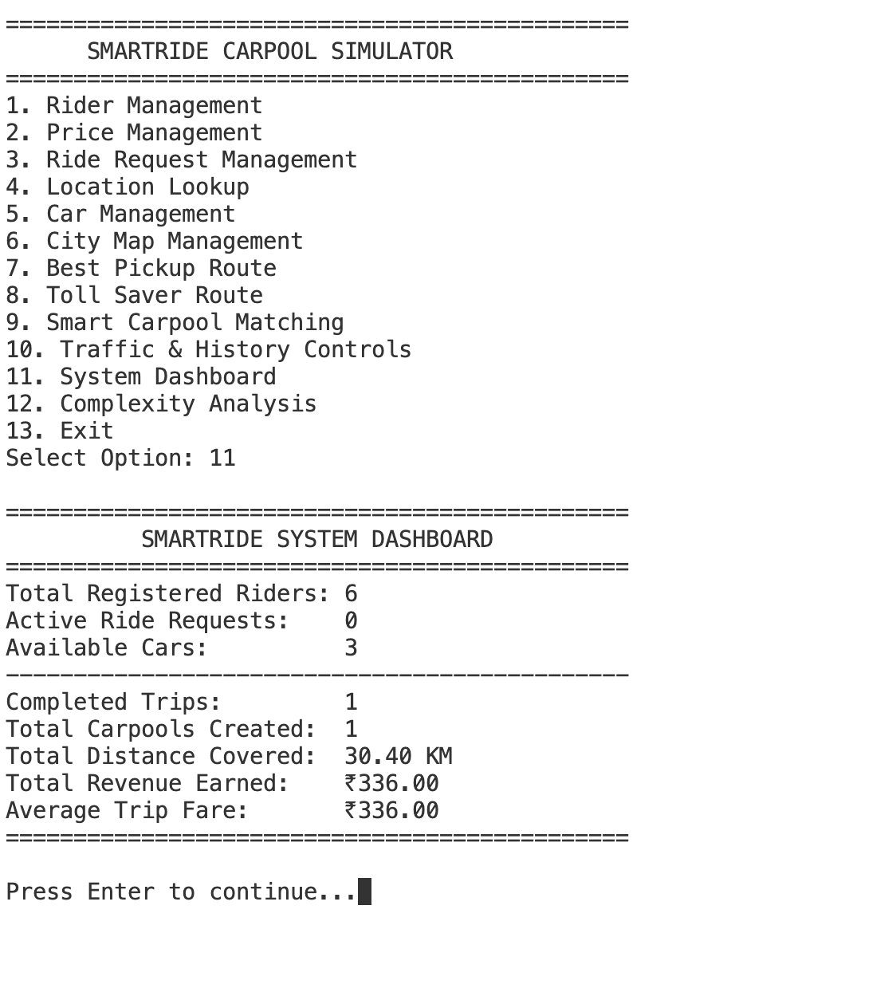 ==============================================
      SMARTRIDE CARPOOL SIMULATOR
==============================================
1. Rider Management
2. Price Management
3. Ride Request Management
4. Location Lookup
5. Car Management
6. City Map Management
7. Best Pickup Route
8. Toll Saver Route
9. Smart Carpool Matching
10. Traffic & History Controls
11. System Dashboard
12. Complexity Analysis
13. Exit
Select Option: 11

==============================================
          SMARTRIDE SYSTEM DASHBOARD
==============================================
Total Registered Riders: 6
Active Ride Requests:    0
Available Cars:          3
----------------------------------------------
Completed Trips:         1
Total Carpools Created:  1
Total Distance Covered:  30.40 KM
Total Revenue Earned:    ₹336.00
Average Trip Fare:       ₹336.00
==============================================

Press Enter to continue...